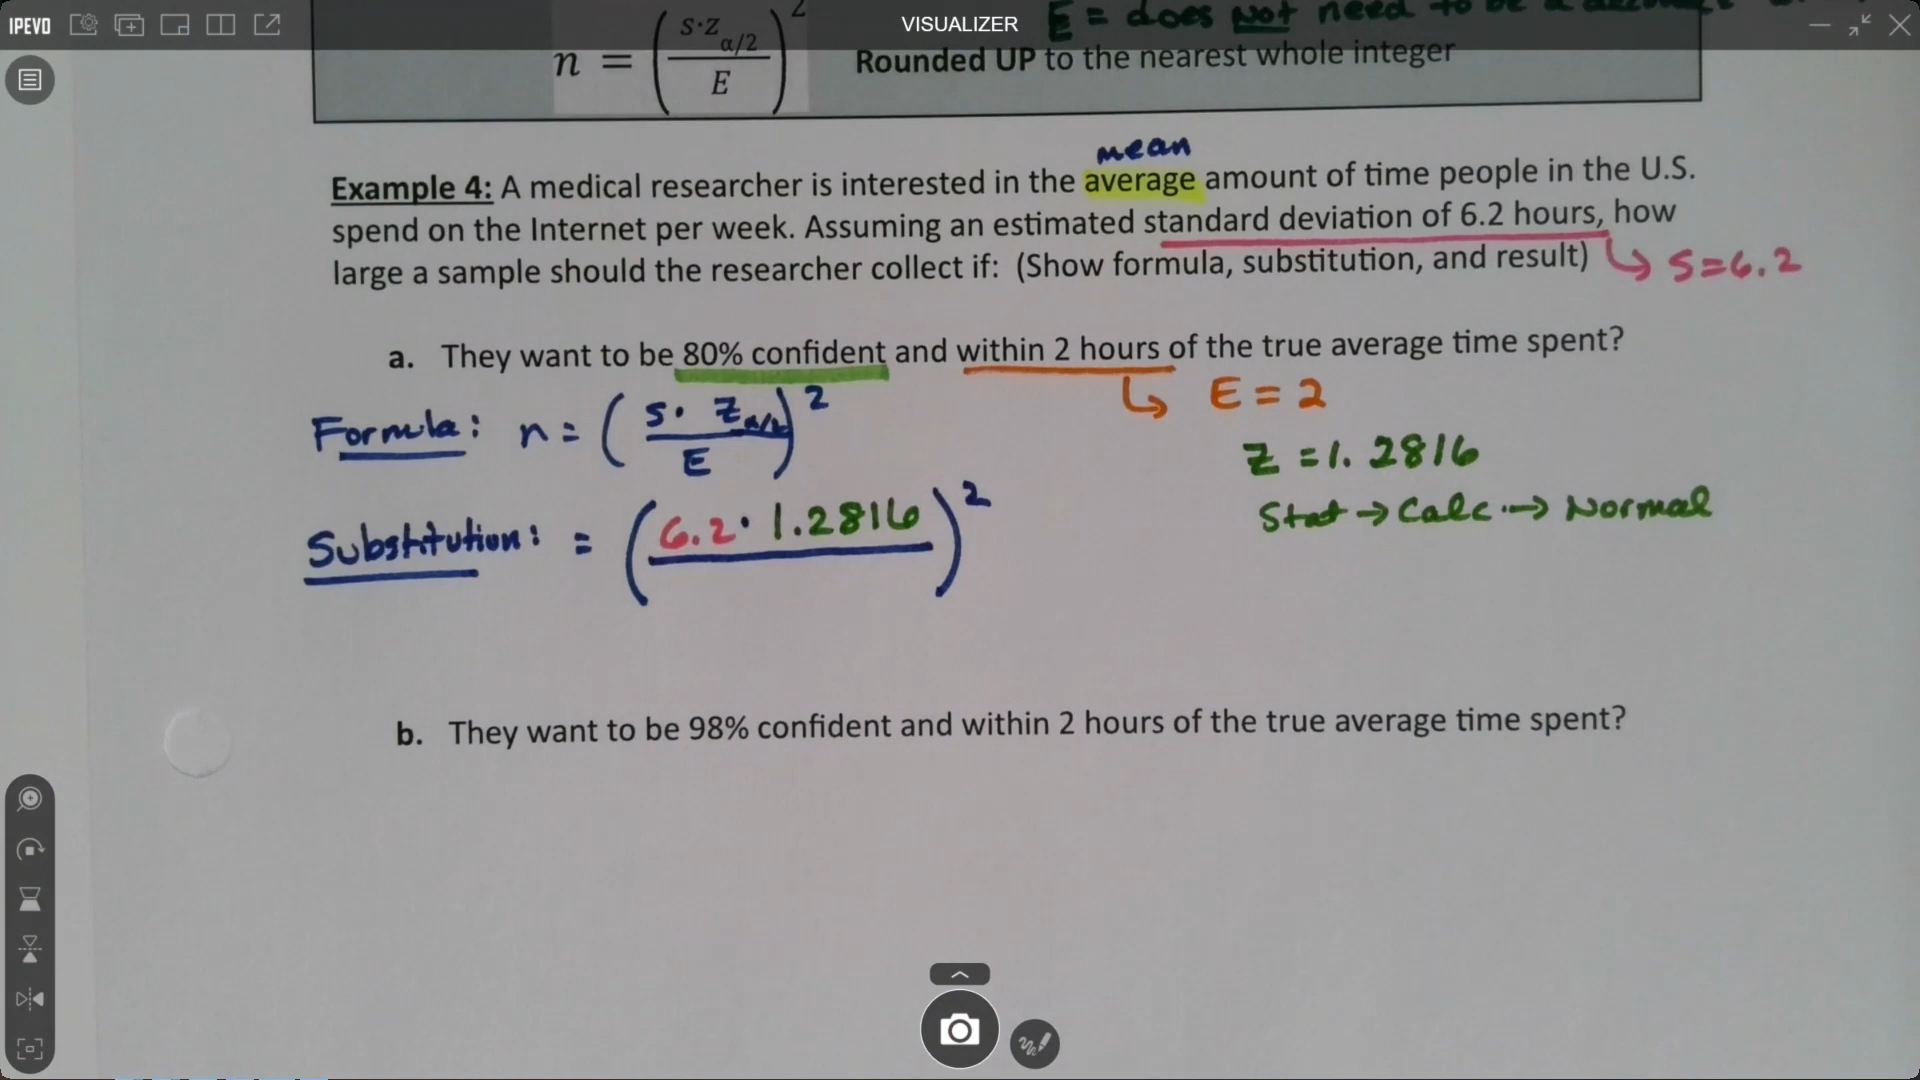 IPEVO
VISUALIZER
E = does not need to be a
n = (s·z α/2 / E)²
Rounded UP to the nearest whole integer
mean
Example 4: A medical researcher is interested in the average amount of time people in the U.S.
spend on the Internet per week. Assuming an estimated standard deviation of 6.2 hours, how
large a sample should the researcher collect if: (Show formula, substitution, and result)
s=6.2
a. They want to be 80% confident and within 2 hours of the true average time spent?
E = 2
Formula: n = (s· z α/2 / E)²
z = 1.2816
Stat → Calc → Normal
Substitution: = (6.2 · 1.2816 / )²
b. They want to be 98% confident and within 2 hours of the true average time spent?